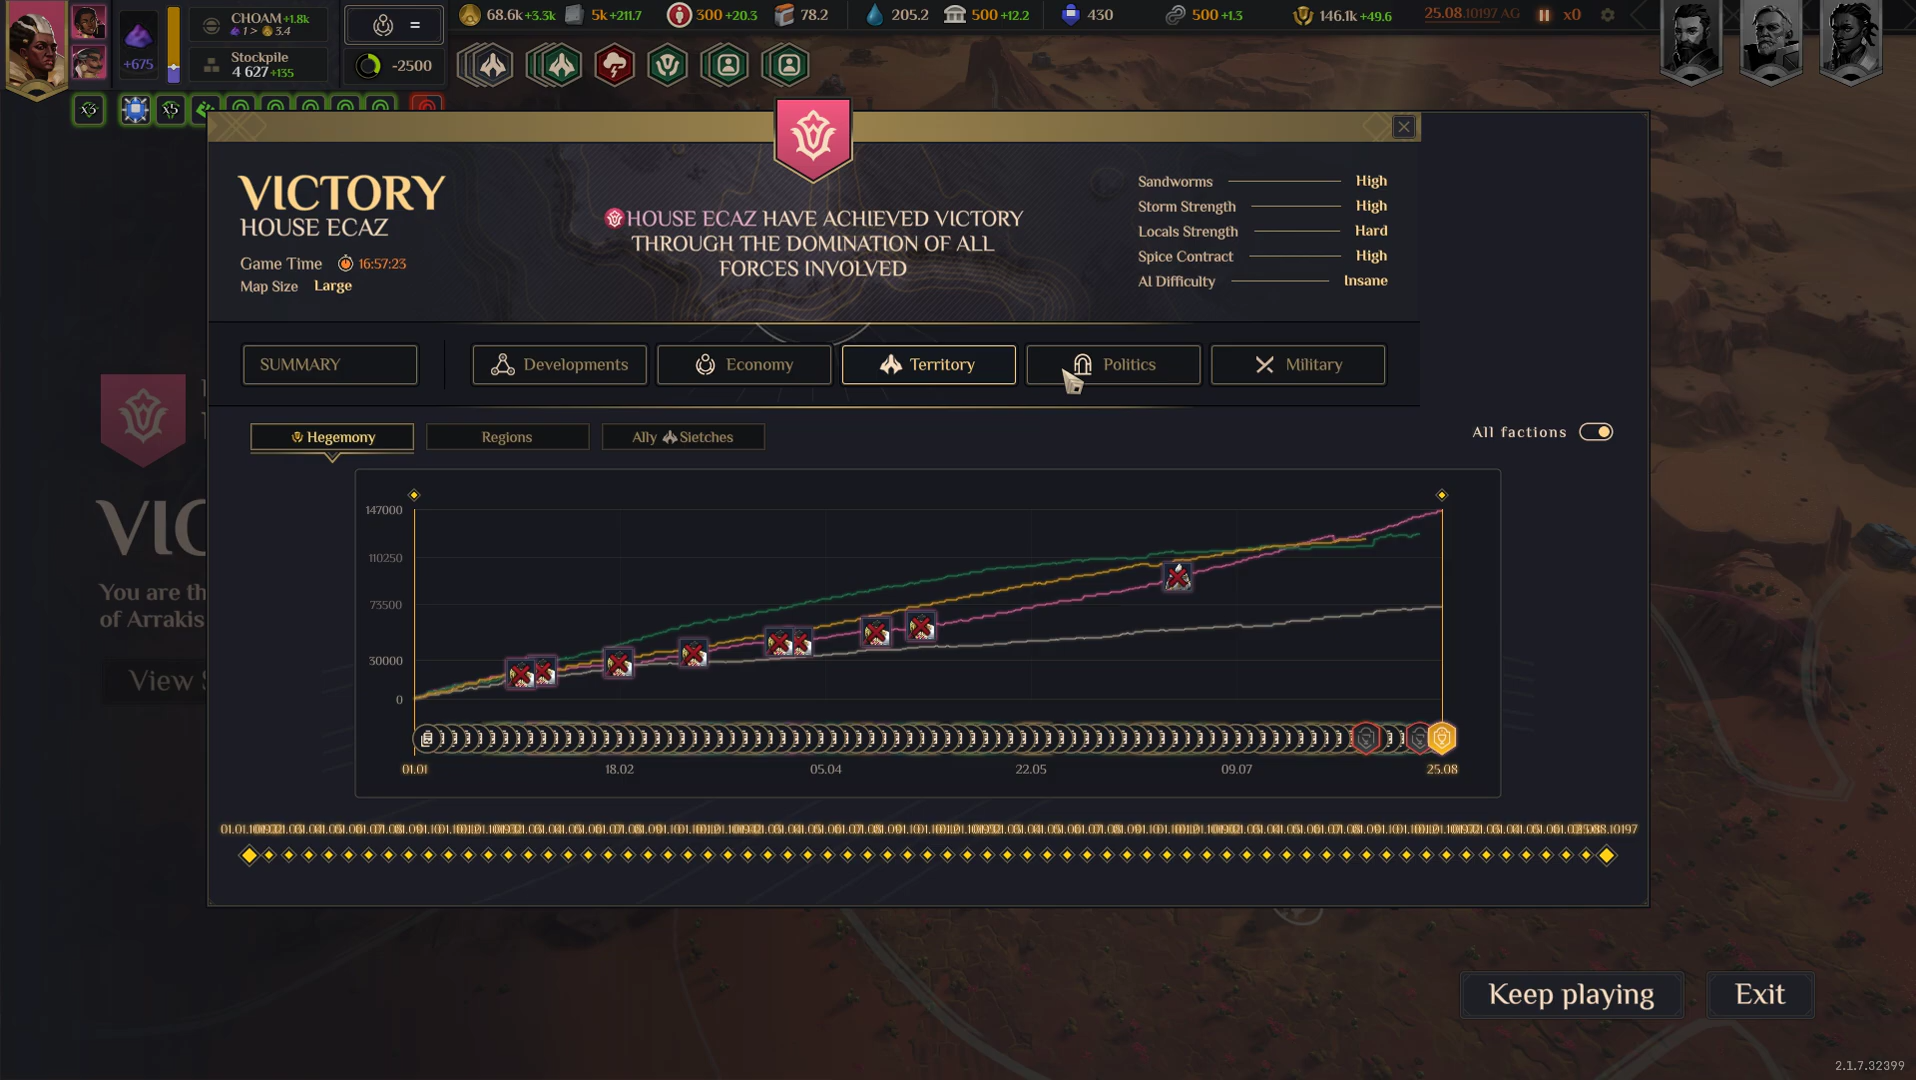 +675
CHOAM +1.8k
1 > 3.4
Stockpile
4 627 +135
=
-2500
68.6k +3.3k
5k +211.7
300 +20.3
78.2
205.2
500 +12.2
430
500 +1.3
146.1k +49.6
25.08.10197 AG
x0
x3
x5
VICTORY
HOUSE ECAZ
Game Time 16:57:23
Map Size Large
HOUSE ECAZ HAVE ACHIEVED VICTORY
THROUGH THE DOMINATION OF ALL
FORCES INVOLVED
Sandworms High
Storm Strength High
Locals Strength Hard
Spice Contract High
AI Difficulty Insane
SUMMARY
Developments
Economy
Territory
Politics
Military
Hegemony
Regions
Ally Sietches
All factions
147000
110250
73500
30000
0
01.01
18.02
05.04
22.05
09.07
25.08
VIC
You are th
of Arrakis
View S
Keep playing
Exit
2.1.7.32399